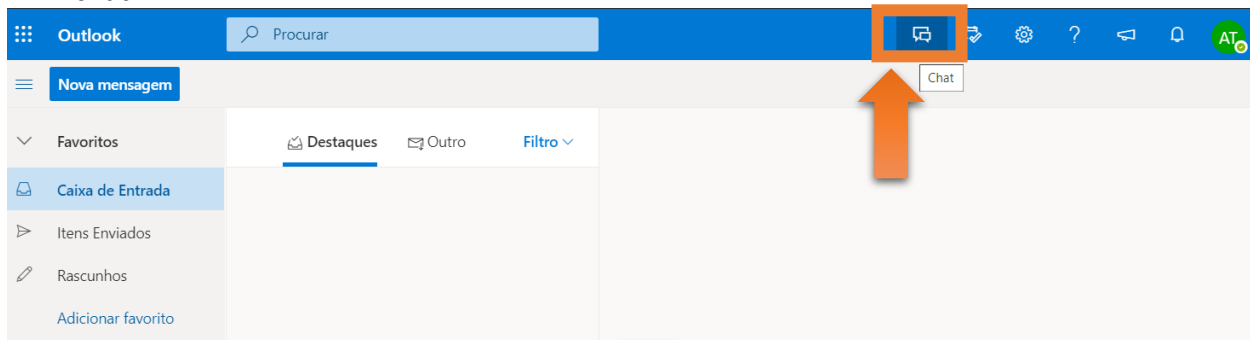 Outlook
Procurar
?
AT
Chat
Nova mensagem
Favoritos
Destaques
Outro
Filtro
Caixa de Entrada
Itens Enviados
Rascunhos
Adicionar favorito